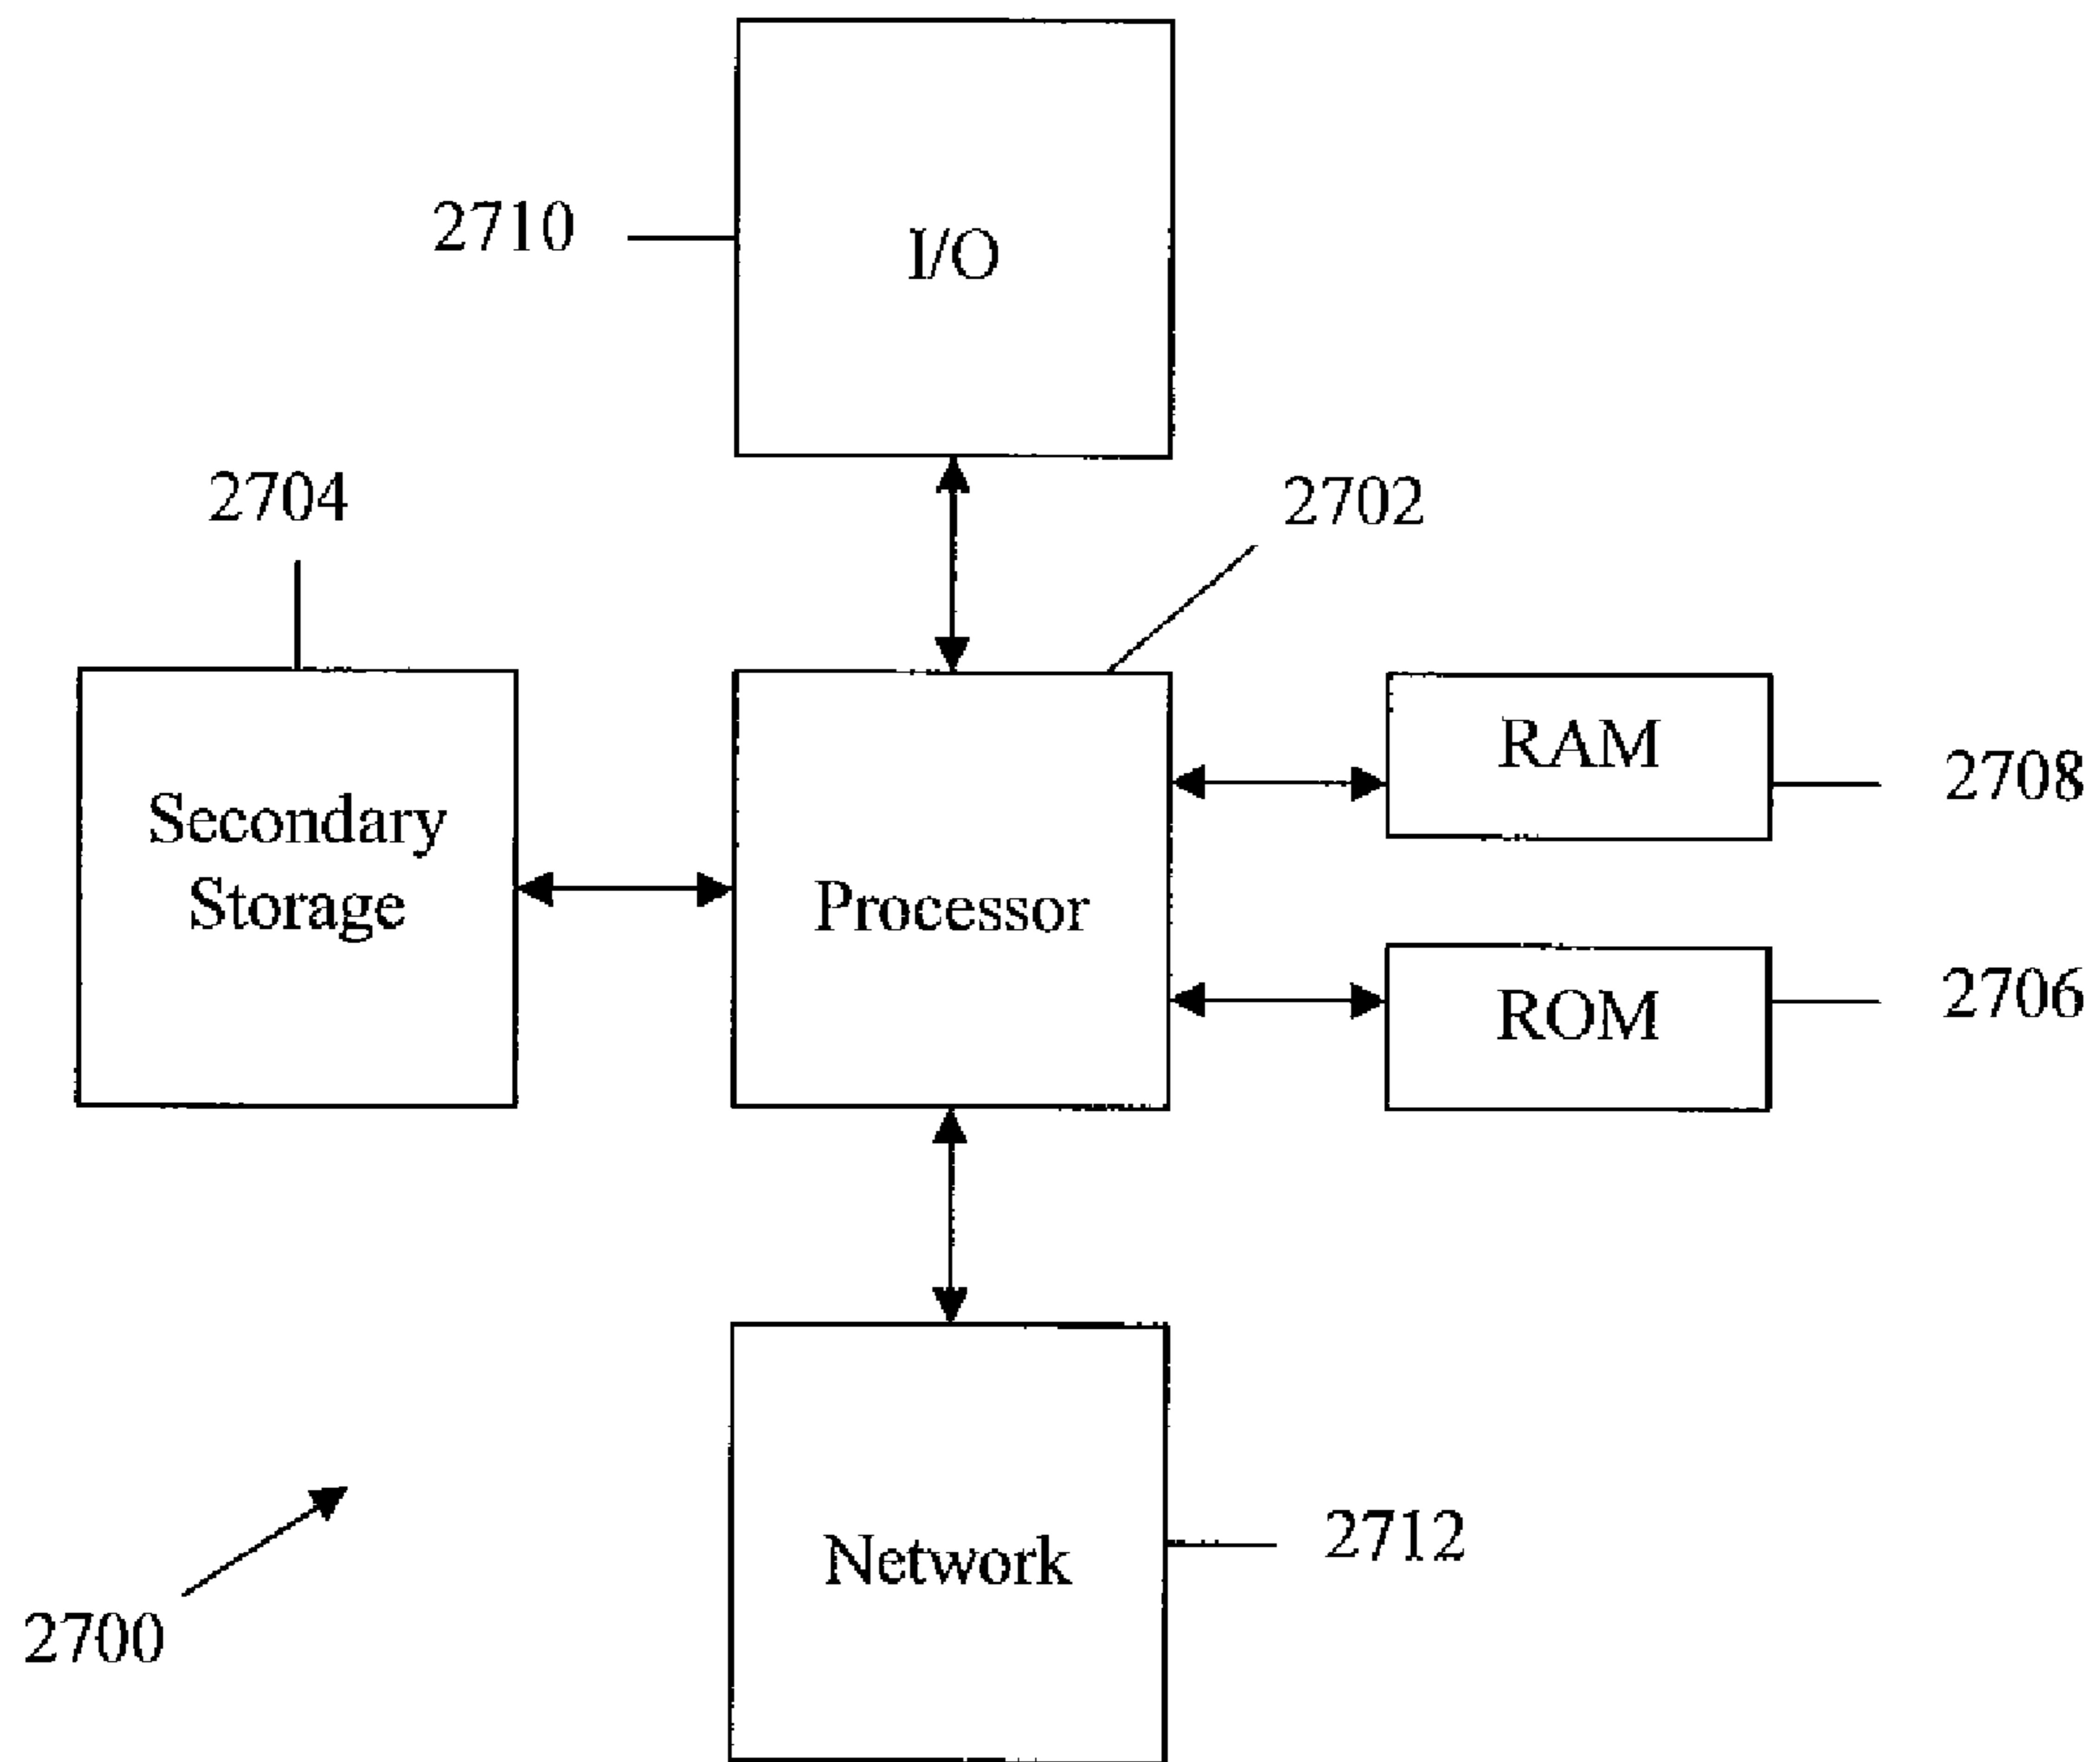 2710
I/O
2704
2702
Secondary
Storage
Processor
RAM
2708
ROM
2706
Network
2712
2700